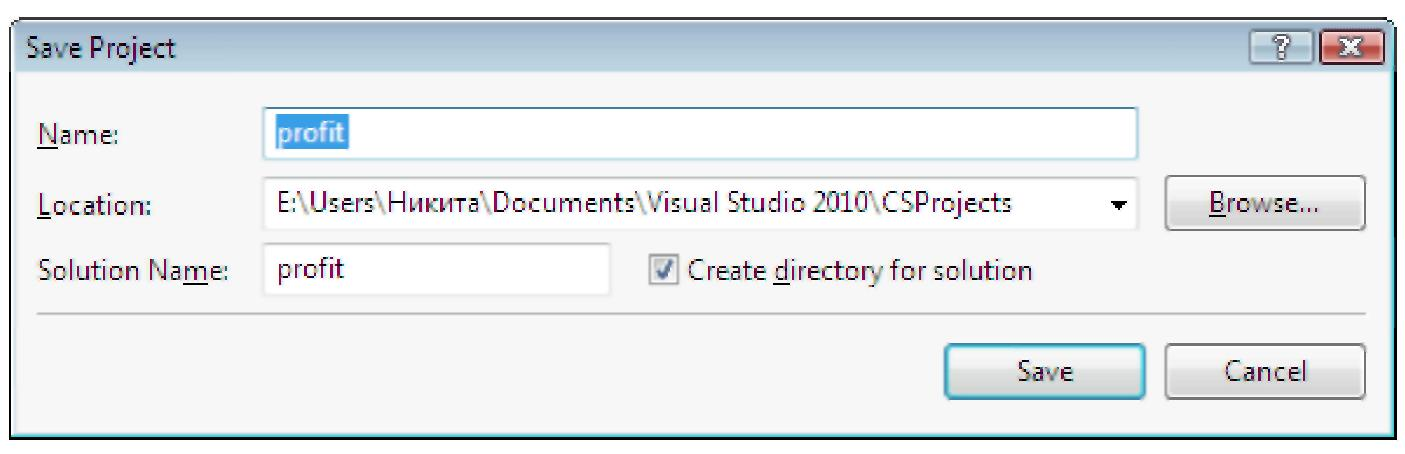 Save Project
Name: profit
Location: E:\Users\Никита\Documents\Visual Studio 2010\CSProjects Browse...
Solution Name: profit Create directory for solution
Save Cancel